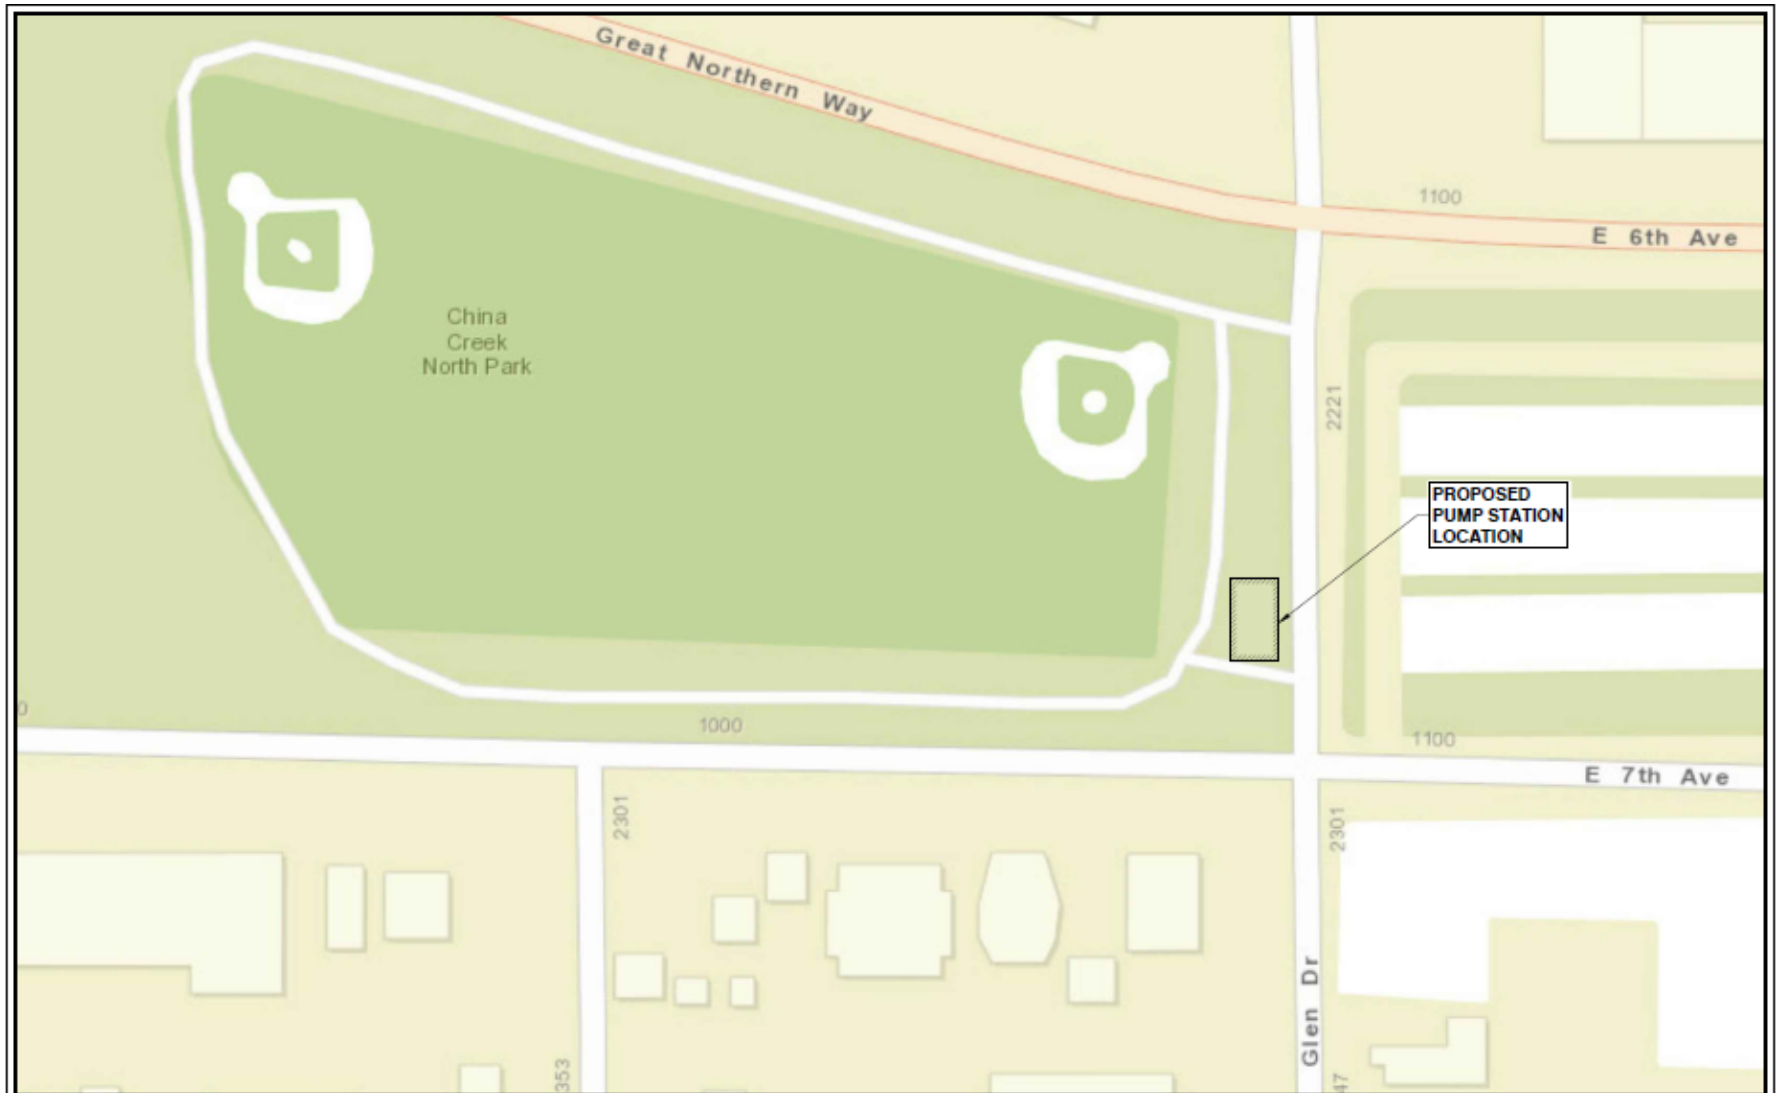 Great Northern Way
1100
E 6th Ave
China
Creek
North Park
2221
PROPOSED
PUMP STATION
LOCATION
0
1000
1100
E 7th Ave
2301
2301
Glen Dr
353
47